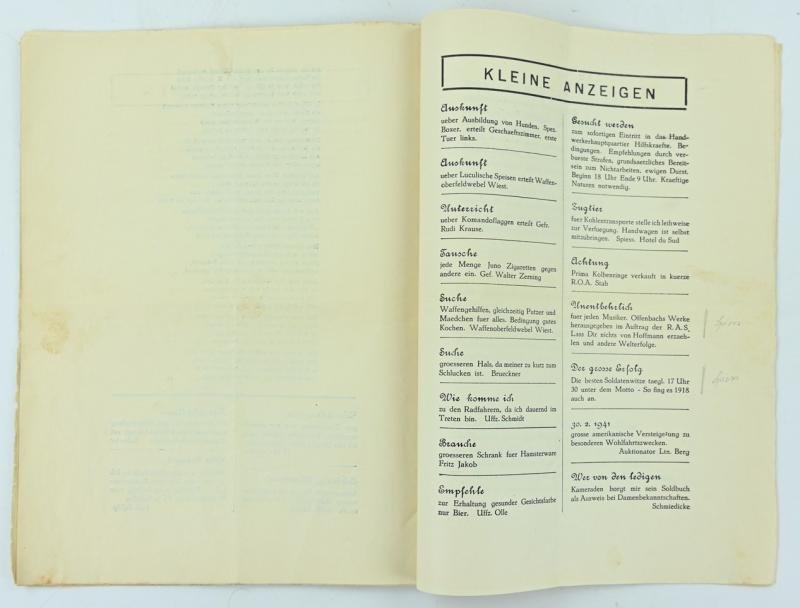 KLEINE ANZEIGEN
Auskunft
ueber Ausbildung von Hunden, Spez.
Boxer, erteilt Geschaeftszimmer, erste
Tuer links.
Auskunft
ueber Luculische Speisen erteilt Waffen-
oberfeldwebel Wiest.
Unterricht
ueber Komandoflaggen erteilt Gefr.
Rudi Krause.
Tausche
jede Menge Juno Zigaretten gegen
andere ein. Gef. Walter Zerning
Suche
Waffengehilfen, gleichzeitig Putzer und
Maedchen fuer alles. Bedingung gutes
Kochen. Waffenoberfeldwebel Wiest.
Suche
groesseren Hals, da meiner zu kurz zum
Schlucken ist. Brueckner
Wie komme ich
zu den Radfahrern, da ich dauernd im
Treten bin. Uffz. Schmidt
Brauche
groesseren Schrank fuer Hamsterware
Fritz Jakob
Empfehle
zur Erhaltung gesunder Gesichtsfarbe
nur Bier. Uffz. Olle
Gesucht werden
zum sofortigen Eintritt in das Hand-
werkerhauptquartier Hilfskraefte. Be-
dingungen. Empfehlungen durch ver-
buesste Strafen, grundsaetzliches Bereit-
sein zum Nichtarbeiten, ewigen Durst.
Beginn 18 Uhr Ende 9 Uhr. Kraeftige
Naturen notwendig.
Zugtier
fuer Kohlentransporte stelle ich leihweise
zur Verfuegung. Handwagen ist selbst
mitzubringen. Spiess. Hotel du Sud
Achtung
Prima Kolbenringe verkauft in kuerze
R.O.A. Stab
Unentbehrlich
fuer jeden Musiker. Offenbachs Werke
herausgegeben im Auftrag der R.A.S.
Lass Dir nichts von Hoffmann erzaeh-
len und andere Welterfolge.
Der grosse Erfolg
Die besten Soldatenwitze taegl. 17 Uhr
30 unter dem Motto - So fing es 1918
auch an.
30. 2. 1941
grosse amerikanische Versteigerung zu
besonderen Wohlfahrtszwecken.
Auktionator Ltn. Berg
Wer von den ledigen
Kameraden borgt mir sein Soldbuch
als Ausweis bei Damenbekanntschaften.
Schmiedicke